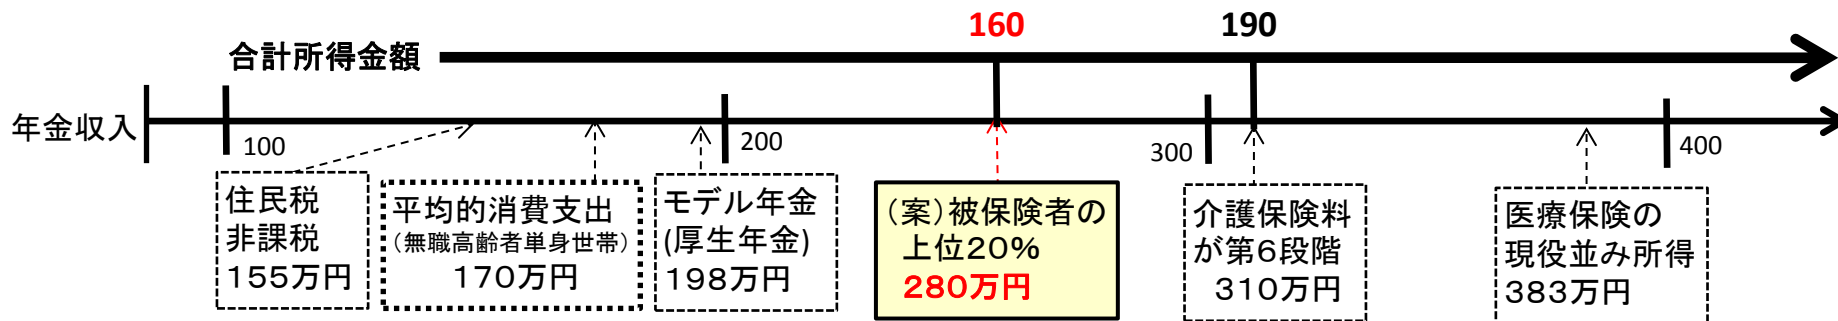 160
190
合計所得金額
年金収入
100
200
300
400
住民税
非課税
155万円
平均的消費支出
（無職高齢者単身世帯）
170万円
モデル年金
(厚生年金)
198万円
（案）被保険者の
上位20%
280万円
介護保険料
が第6段階
310万円
医療保険の
現役並み所得
383万円